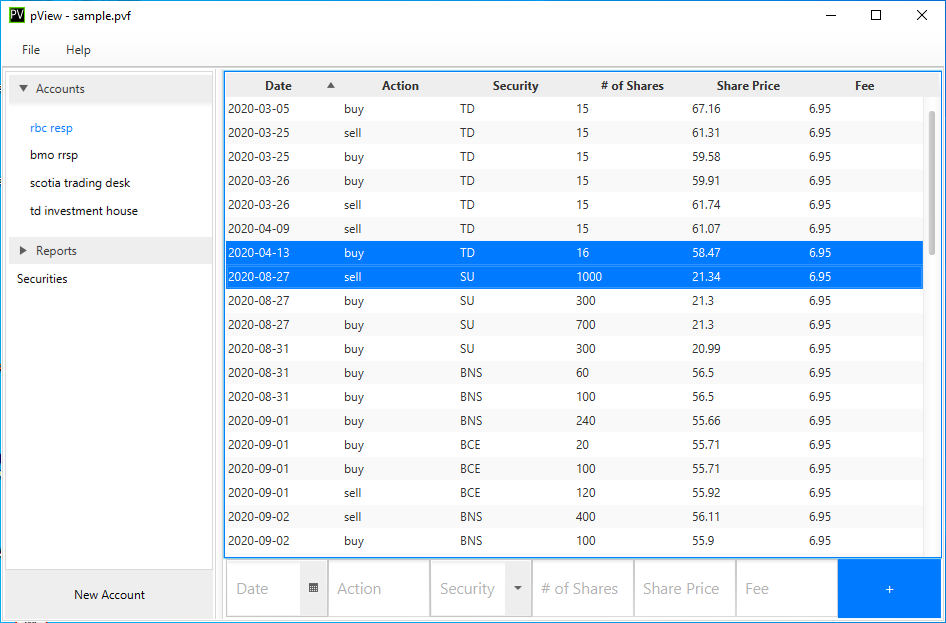 PV pView - sample.pvf
File Help
Accounts
rbc resp
bmo rrsp
scotia trading desk
td investment house
Reports
Securities
New Account
Date Action Security # of Shares Share Price Fee
2020-03-05 buy TD 15 67.16 6.95
2020-03-25 sell TD 15 61.31 6.95
2020-03-25 buy TD 15 59.58 6.95
2020-03-26 buy TD 15 59.91 6.95
2020-03-26 sell TD 15 61.74 6.95
2020-04-09 sell TD 15 61.07 6.95
2020-04-13 buy TD 16 58.47 6.95
2020-08-27 sell SU 1000 21.34 6.95
2020-08-27 buy SU 300 21.3 6.95
2020-08-27 buy SU 700 21.3 6.95
2020-08-31 buy SU 300 20.99 6.95
2020-08-31 buy BNS 60 56.5 6.95
2020-08-31 buy BNS 100 56.5 6.95
2020-09-01 buy BNS 240 55.66 6.95
2020-09-01 buy BCE 20 55.71 6.95
2020-09-01 buy BCE 100 55.71 6.95
2020-09-01 sell BCE 120 55.92 6.95
2020-09-02 sell BNS 400 56.11 6.95
2020-09-02 buy BNS 100 55.9 6.95
Date Action Security # of Shares Share Price Fee +